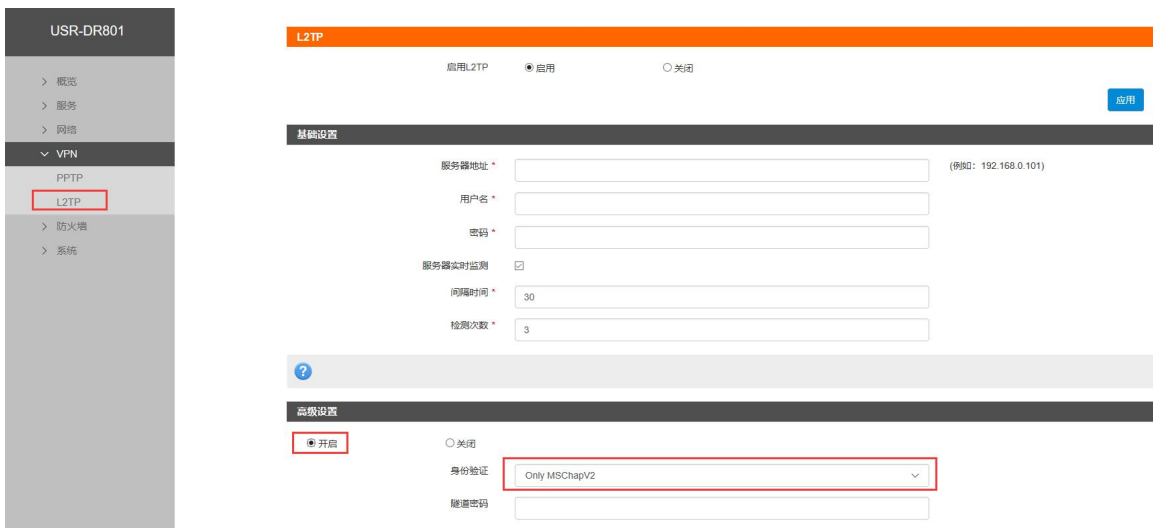 USR-DR801
概览
服务
网络
VPN
PPTP
L2TP
防火墙
系统
L2TP
启用L2TP 启用 关闭
应用
基础设置
服务器地址 * (例如：192.168.0.101)
用户名 *
密码 *
服务器实时监测
间隔时间 * 30
检测次数 * 3
?
高级设置
开启 关闭
身份验证 Only MSChapV2
隧道密码